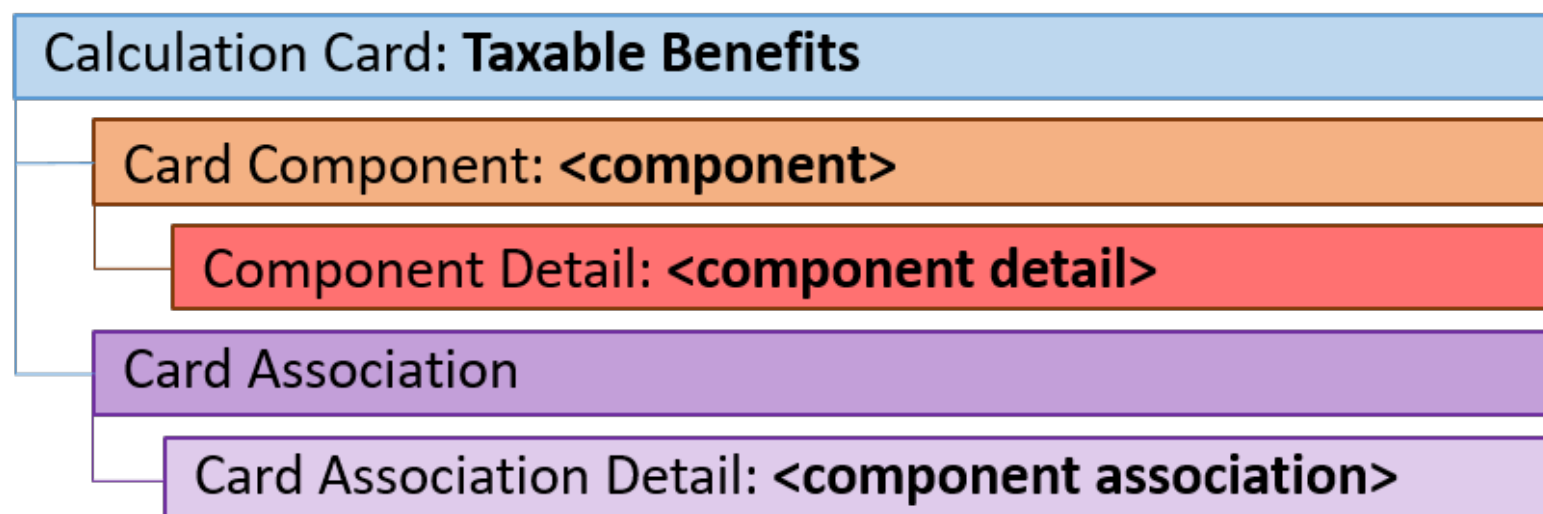 Calculation Card: Taxable Benefits
Card Component: <component>
Component Detail: <component detail>
Card Association
Card Association Detail: <component association>